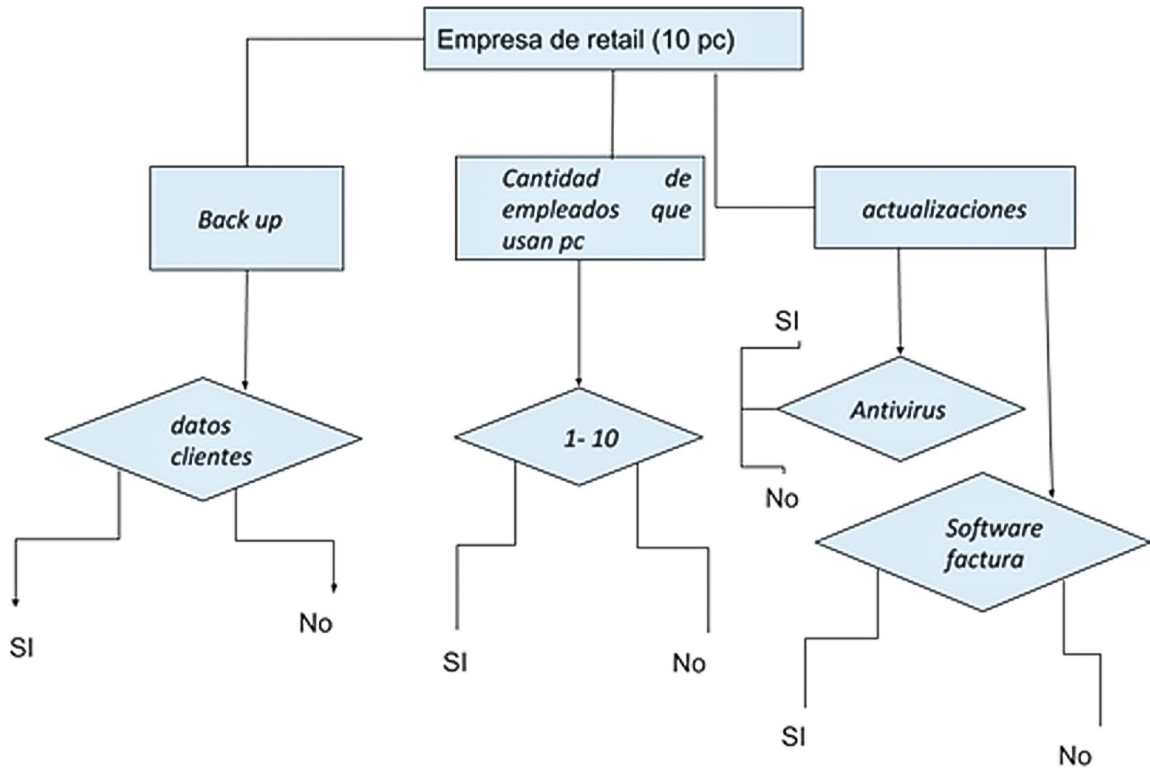 Empresa de retail (10 pc)
Back up
Cantidad de
empleados que
usan pc
actualizaciones
SI
Antivirus
No
datos
clientes
1- 10
Software
factura
SI
No
SI
No
SI
No